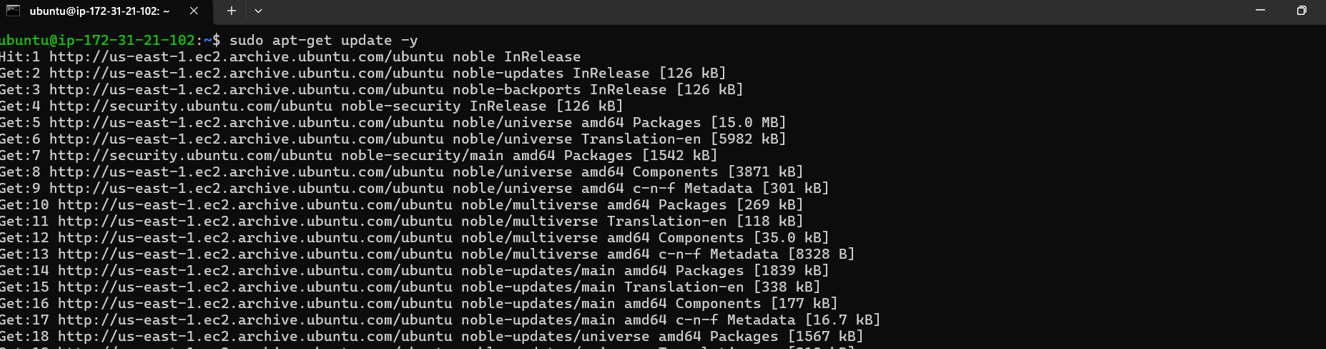 ubuntu@ip-172-31-21-102: ~
ubuntu@ip-172-31-21-102:~$ sudo apt-get update -y
Hit:1 http://us-east-1.ec2.archive.ubuntu.com/ubuntu noble InRelease
Get:2 http://us-east-1.ec2.archive.ubuntu.com/ubuntu noble-updates InRelease [126 kB]
Get:3 http://us-east-1.ec2.archive.ubuntu.com/ubuntu noble-backports InRelease [126 kB]
Get:4 http://security.ubuntu.com/ubuntu noble-security InRelease [126 kB]
Get:5 http://us-east-1.ec2.archive.ubuntu.com/ubuntu noble/universe amd64 Packages [15.0 MB]
Get:6 http://us-east-1.ec2.archive.ubuntu.com/ubuntu noble/universe Translation-en [5982 kB]
Get:7 http://security.ubuntu.com/ubuntu noble-security/main amd64 Packages [1542 kB]
Get:8 http://us-east-1.ec2.archive.ubuntu.com/ubuntu noble/universe amd64 Components [3871 kB]
Get:9 http://us-east-1.ec2.archive.ubuntu.com/ubuntu noble/universe amd64 c-n-f Metadata [301 kB]
Get:10 http://us-east-1.ec2.archive.ubuntu.com/ubuntu noble/multiverse amd64 Packages [269 kB]
Get:11 http://us-east-1.ec2.archive.ubuntu.com/ubuntu noble/multiverse Translation-en [118 kB]
Get:12 http://us-east-1.ec2.archive.ubuntu.com/ubuntu noble/multiverse amd64 Components [35.0 kB]
Get:13 http://us-east-1.ec2.archive.ubuntu.com/ubuntu noble/multiverse amd64 c-n-f Metadata [8328 B]
Get:14 http://us-east-1.ec2.archive.ubuntu.com/ubuntu noble-updates/main amd64 Packages [1839 kB]
Get:15 http://us-east-1.ec2.archive.ubuntu.com/ubuntu noble-updates/main Translation-en [338 kB]
Get:16 http://us-east-1.ec2.archive.ubuntu.com/ubuntu noble-updates/main amd64 Components [177 kB]
Get:17 http://us-east-1.ec2.archive.ubuntu.com/ubuntu noble-updates/main amd64 c-n-f Metadata [16.7 kB]
Get:18 http://us-east-1.ec2.archive.ubuntu.com/ubuntu noble-updates/universe amd64 Packages [1567 kB]